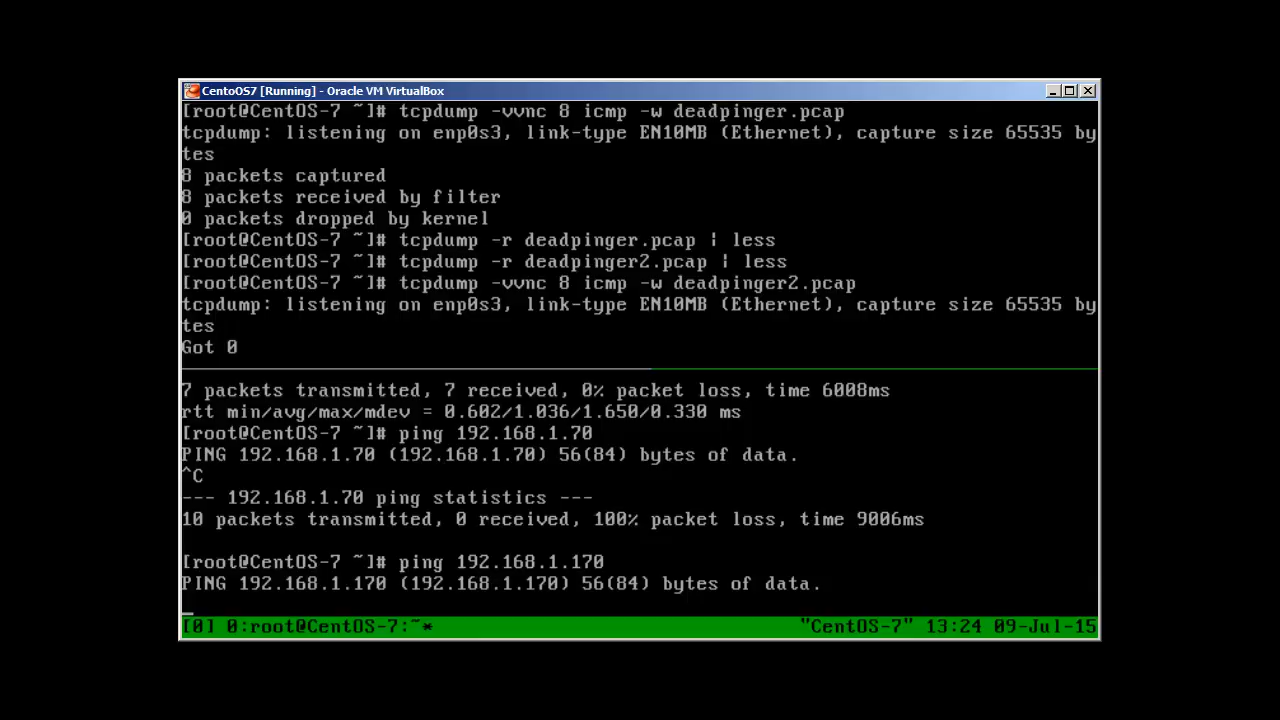 CentoOS7 [Running] - Oracle VM VirtualBox
[root@CentOS-7 ~]# tcpdump -vvnc 8 icmp -w deadpinger.pcap
tcpdump: listening on enp0s3, link-type EN10MB (Ethernet), capture size 65535 by
tes
8 packets captured
8 packets received by filter
0 packets dropped by kernel
[root@CentOS-7 ~]# tcpdump -r deadpinger.pcap | less
[root@CentOS-7 ~]# tcpdump -r deadpinger2.pcap | less
[root@CentOS-7 ~]# tcpdump -vvnc 8 icmp -w deadpinger2.pcap
tcpdump: listening on enp0s3, link-type EN10MB (Ethernet), capture size 65535 by
tes
Got 0
7 packets transmitted, 7 received, 0% packet loss, time 6008ms
rtt min/avg/max/mdev = 0.602/1.036/1.650/0.330 ms
[root@CentOS-7 ~]# ping 192.168.1.70
PING 192.168.1.70 (192.168.1.70) 56(84) bytes of data.
^C
--- 192.168.1.70 ping statistics ---
10 packets transmitted, 0 received, 100% packet loss, time 9006ms
[root@CentOS-7 ~]# ping 192.168.1.170
PING 192.168.1.170 (192.168.1.170) 56(84) bytes of data.
[0] 0:root@CentOS-7:~* "CentOS-7" 13:24 09-Jul-15